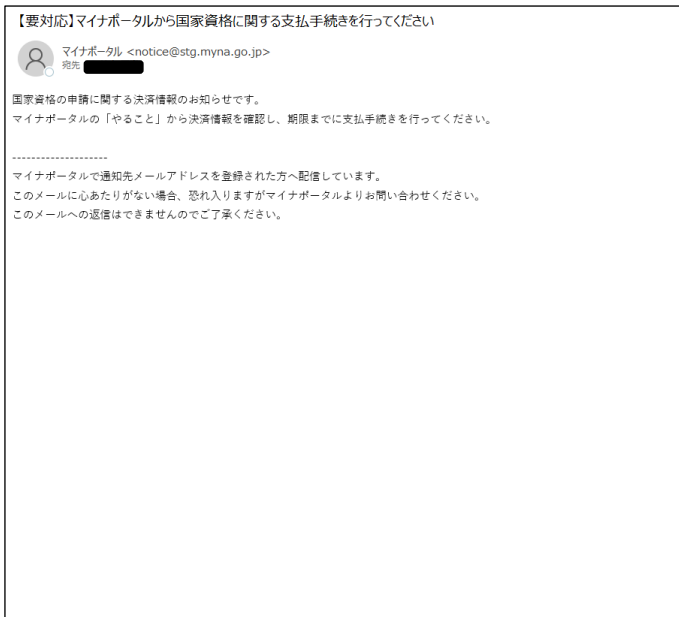 【要対応】マイナポータルから国家資格に関する支払手続きを行ってください
マイナポータル <notice@stg.myna.go.jp>
宛先
国家資格の申請に関する決済情報のお知らせです。
マイナポータルの「やること」から決済情報を確認し、期限までに支払手続きを行ってください。
--------------------
マイナポータルで通知先メールアドレスを登録された方へ配信しています。
このメールに心あたりがない場合、恐れ入りますがマイナポータルよりお問い合わせください。
このメールへの返信はできませんのでご了承ください。